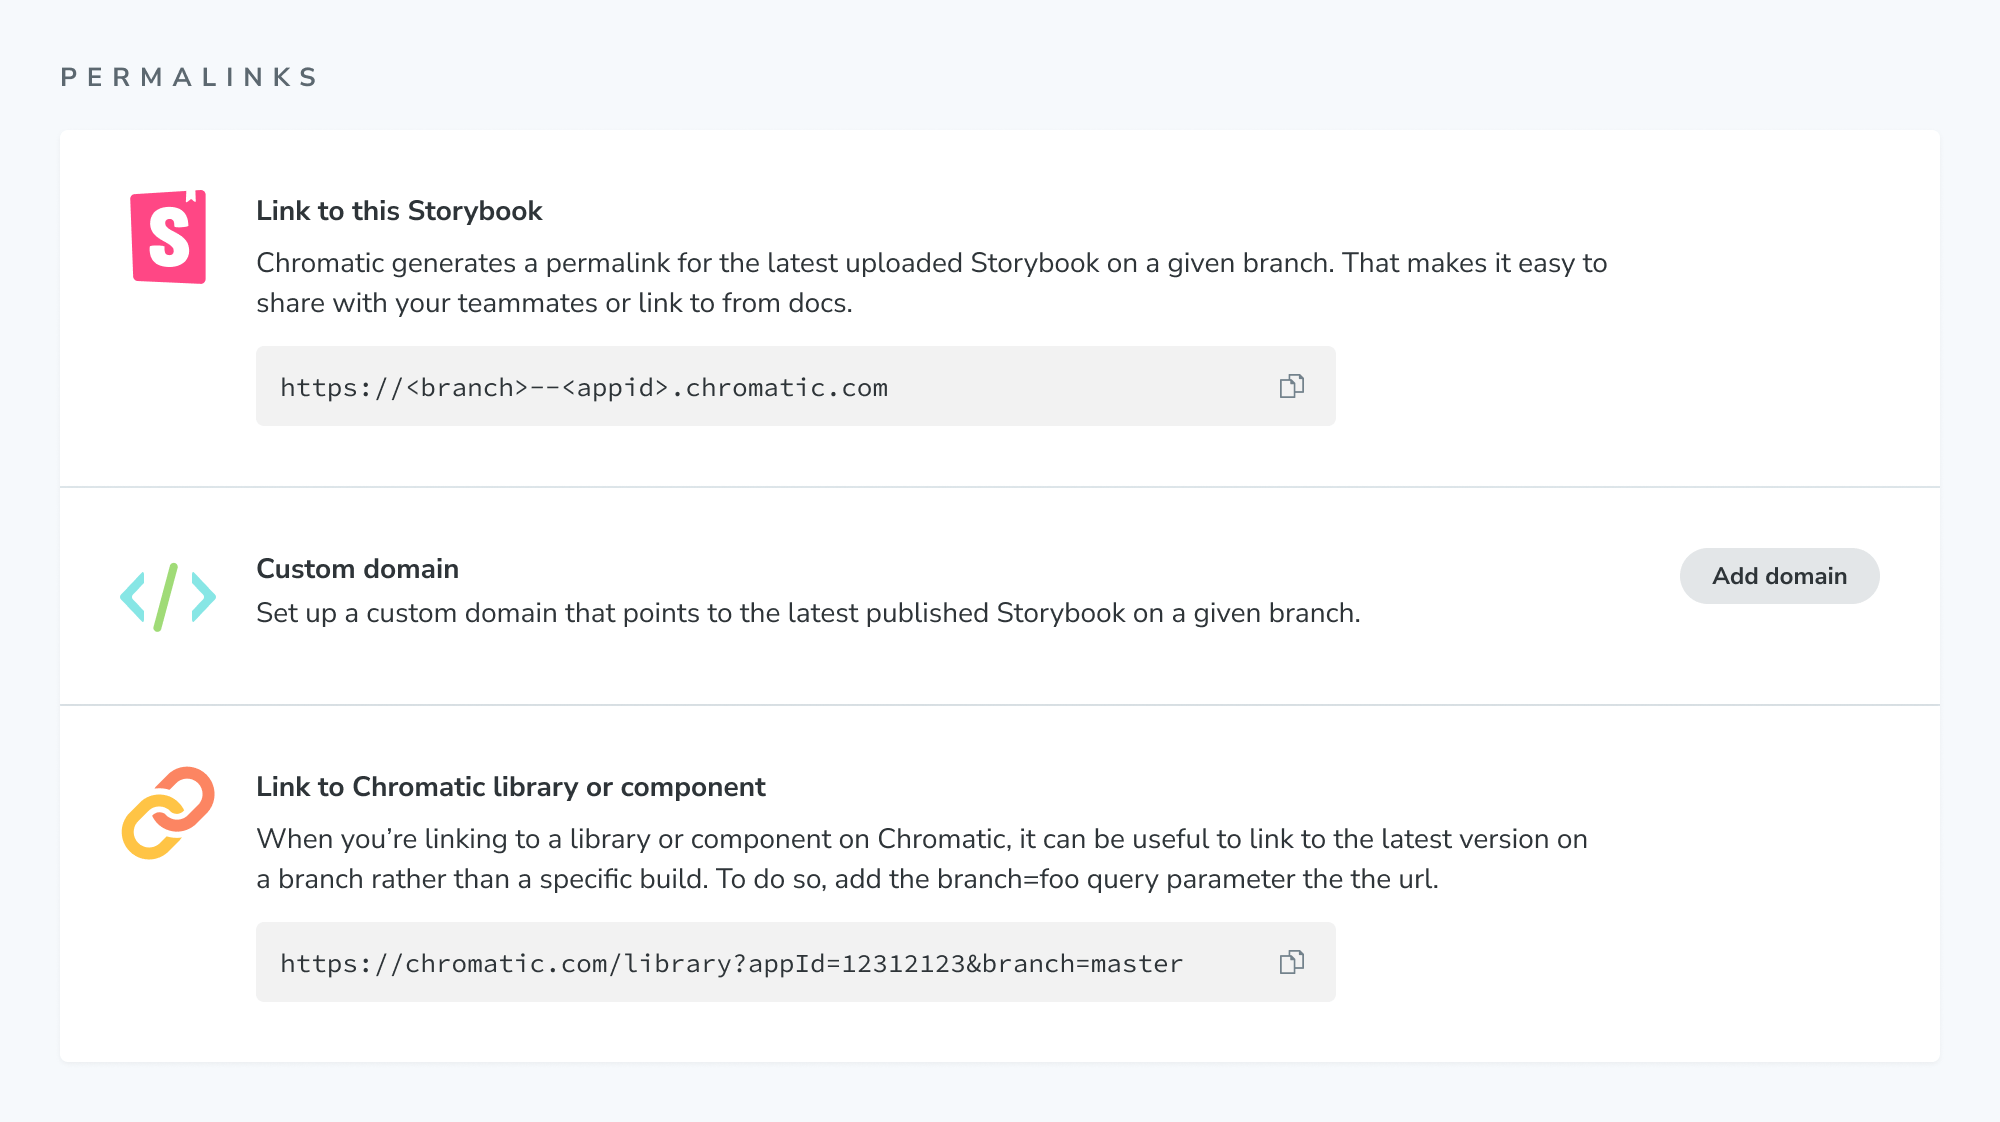 PERMALINKS
S
Link to this Storybook
Chromatic generates a permalink for the latest uploaded Storybook on a given branch. That makes it easy to
share with your teammates or link to from docs.
https://<branch>--<appid>.chromatic.com
Custom domain
Add domain
Set up a custom domain that points to the latest published Storybook on a given branch.
Link to Chromatic library or component
When you’re linking to a library or component on Chromatic, it can be useful to link to the latest version on
a branch rather than a specific build. To do so, add the branch=foo query parameter the the url.
https://chromatic.com/library?appId=12312123&branch=master